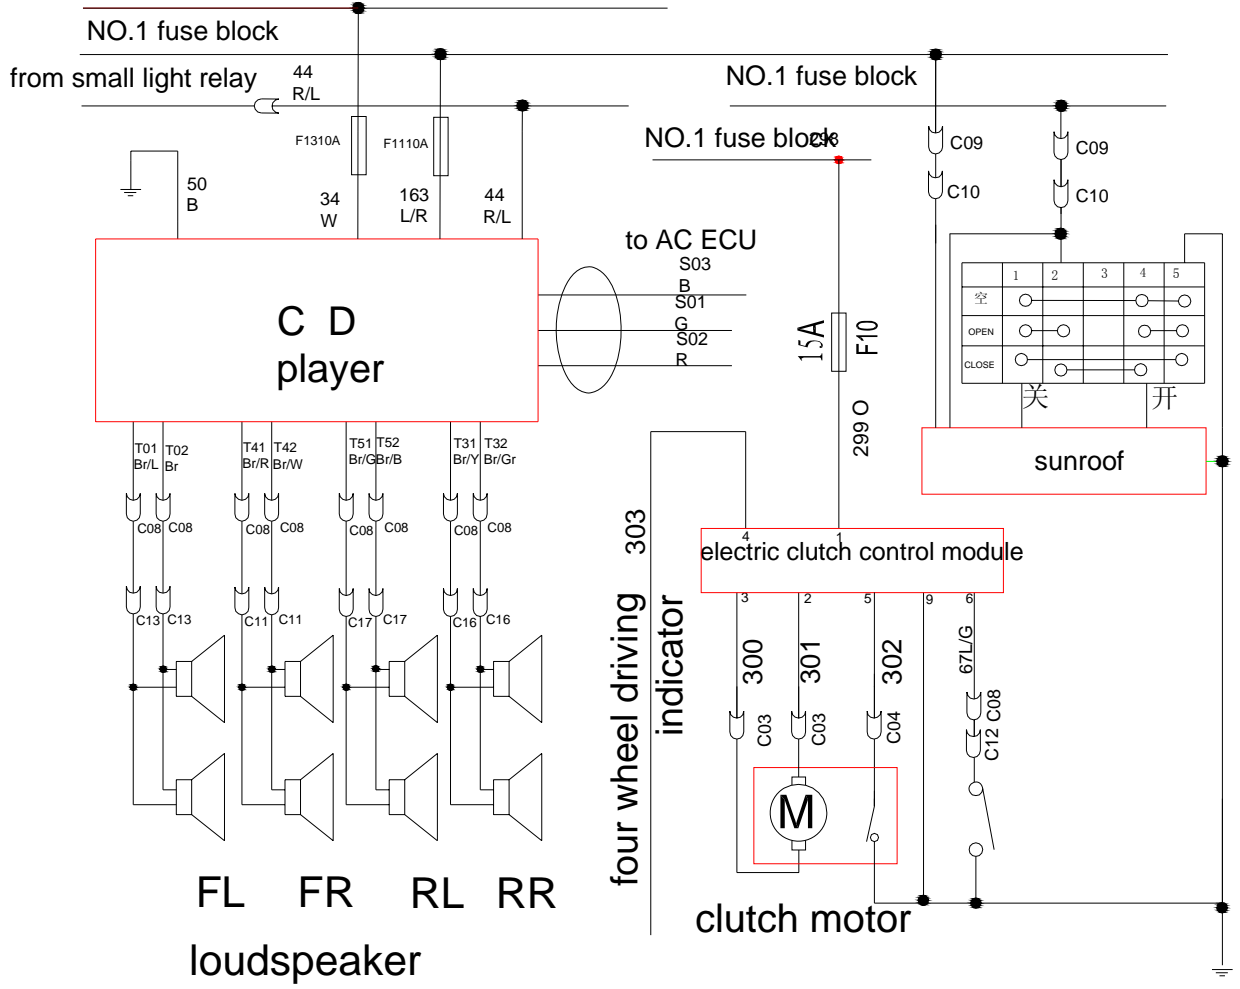 NO.1 fuse block
from small light relay
44
R/L
NO.1 fuse block
NO.1 fuse block
298
F1310A
F1110A
C09
C09
C10
C10
50
B
34
W
163
L/R
44
R/L
to AC ECU
S03
B
S01
G
S02
R
C D
player
15A
F10
299 O
1
2
3
4
5
空
OPEN
CLOSE
关
开
sunroof
T01
Br/L
T02
Br
T41
Br/R
T42
Br/W
T51
Br/G
T52
Br/B
T31
Br/Y
T32
Br/Gr
C08
C08
C08
C08
C08
C08
C08
C08
C13
C13
C11
C11
C17
C17
C16
C16
303
four wheel driving
indicator
4
1
electric clutch control module
3
2
5
9
6
300
301
302
67L/G
C03
C03
C04
C08
C12
M
clutch motor
FL
FR
RL
RR
loudspeaker